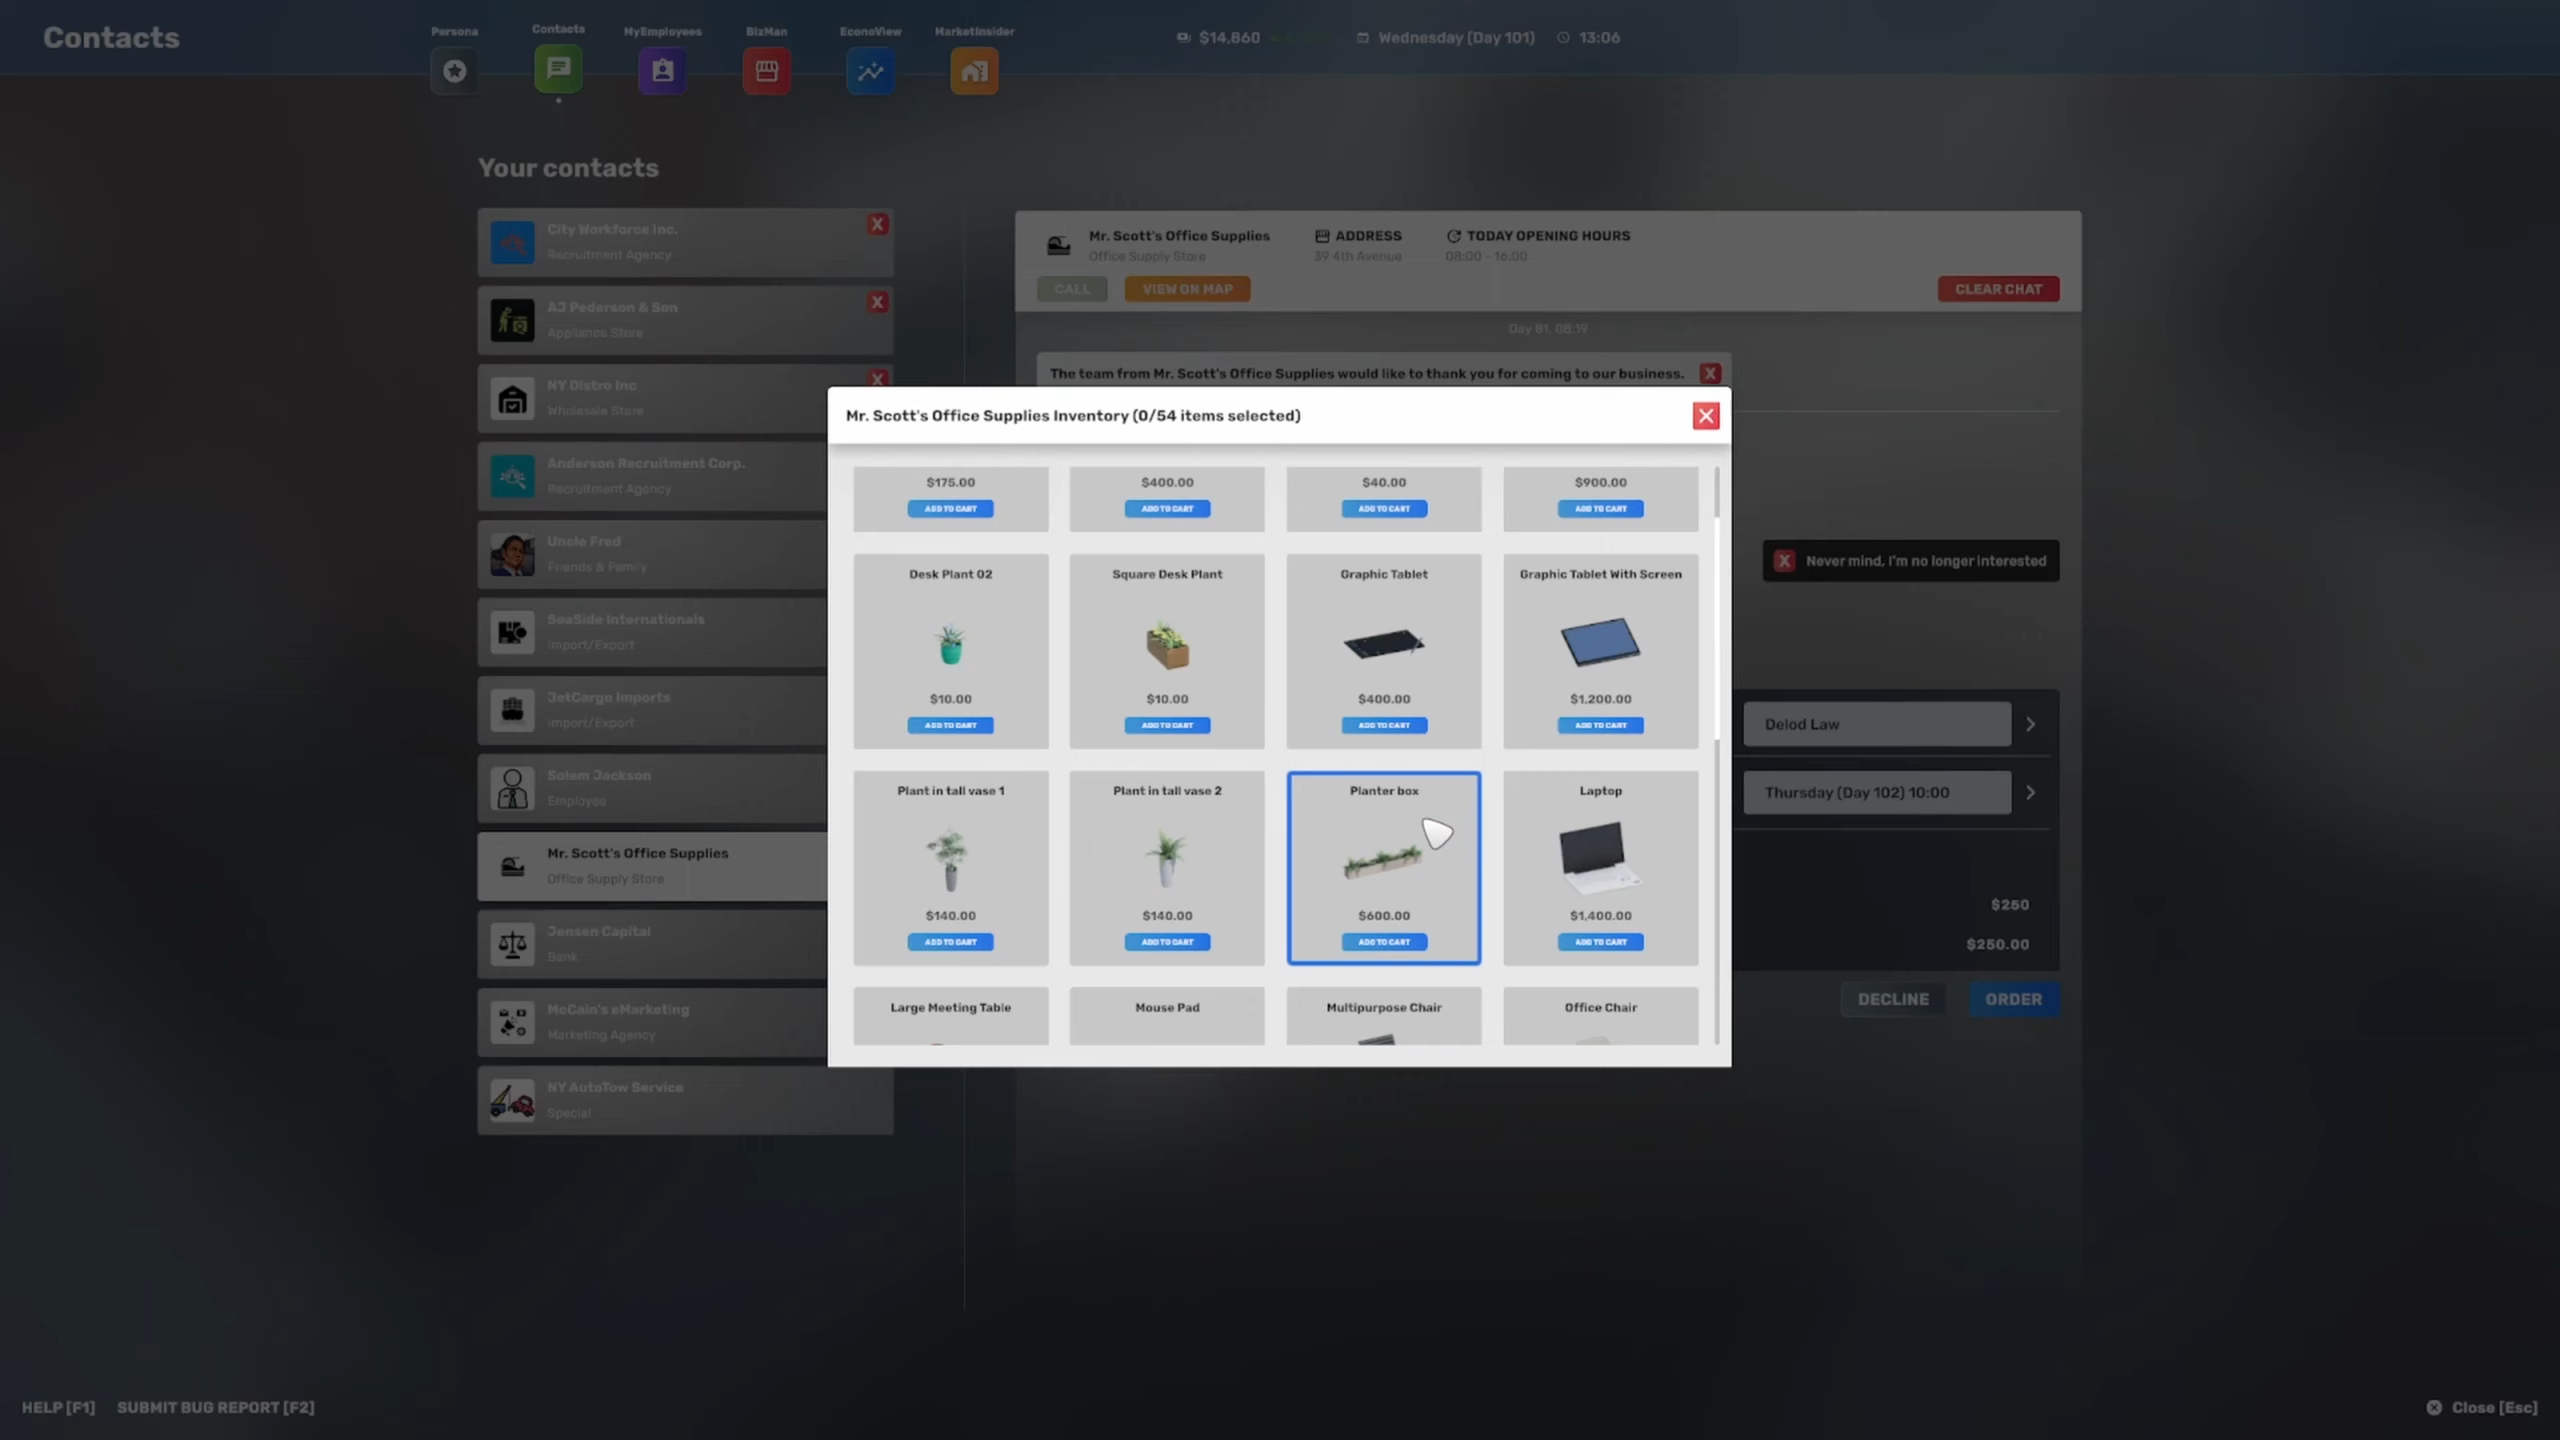 Contacts
Persona
Contacts
MyEmployees
BizMan
EconoView
MarketInsider
$14,860
Wednesday (Day 101)
13:06
Your contacts
City Workforce Inc.
Recruitment Agency
X
AJ Pederson & Son
Appliance Store
X
NY Distro Inc
Wholesale Store
X
Anderson Recruitment Corp.
Recruitment Agency
Uncle Fred
Friends & Family
SeaSide Internationals
Import/Export
JetCargo Imports
Import/Export
Solem Jackson
Employee
Mr. Scott's Office Supplies
Office Supply Store
Jensen Capital
Bank
McCain's eMarketing
Marketing Agency
NY AutoTow Service
Special
Mr. Scott's Office Supplies
Office Supply Store
ADDRESS
39 4th Avenue
TODAY OPENING HOURS
08:00 - 16:00
CALL
VIEW ON MAP
CLEAR CHAT
Day 81, 08:19
The team from Mr. Scott's Office Supplies would like to thank you for coming to our business.
X
Mr. Scott's Office Supplies Inventory (0/54 items selected)
X
$175.00
ADD TO CART
$400.00
ADD TO CART
$40.00
ADD TO CART
$900.00
ADD TO CART
Desk Plant 02
$10.00
ADD TO CART
Square Desk Plant
$10.00
ADD TO CART
Graphic Tablet
$400.00
ADD TO CART
Graphic Tablet With Screen
$1,200.00
ADD TO CART
Plant in tall vase 1
$140.00
ADD TO CART
Plant in tall vase 2
$140.00
ADD TO CART
Planter box
$600.00
ADD TO CART
Laptop
$1,400.00
ADD TO CART
Large Meeting Table
Mouse Pad
Multipurpose Chair
Office Chair
X Never mind, I'm no longer interested
Delod Law
Thursday (Day 102) 10:00
$250
$250.00
DECLINE
ORDER
HELP [F1]
SUBMIT BUG REPORT [F2]
Close [Esc]